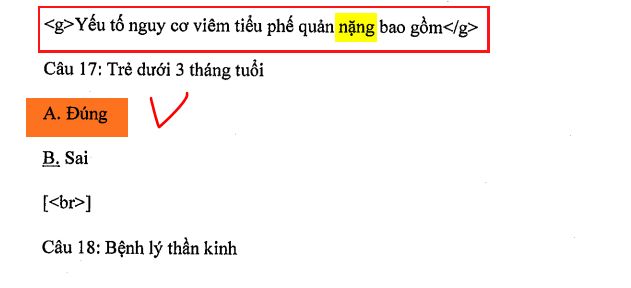 <g>Yếu tố nguy cơ viêm tiểu phế quản nặng bao gồm</g>
Câu 17: Trẻ dưới 3 tháng tuổi
A. Đúng
B. Sai
[<br>]
Câu 18: Bệnh lý thần kinh